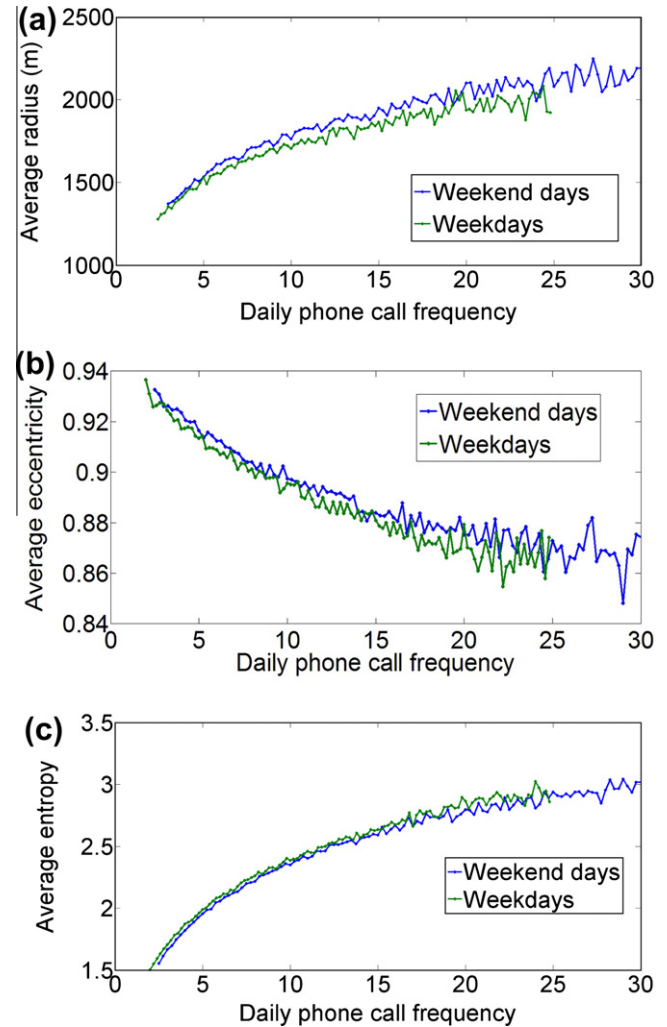 (a)
2500
2000
1500
1000
Average radius (m)
Weekend days
Weekdays
0 5 10 15 20 25 30
Daily phone call frequency
(b)
0.94
0.92
0.9
0.88
0.86
0.84
Average eccentricity
Weekend days
Weekdays
0 5 10 15 20 25 30
Daily phone call frequency
(c)
3.5
3
2.5
2
1.5
Average entropy
Weekend days
Weekdays
0 5 10 15 20 25 30
Daily phone call frequency